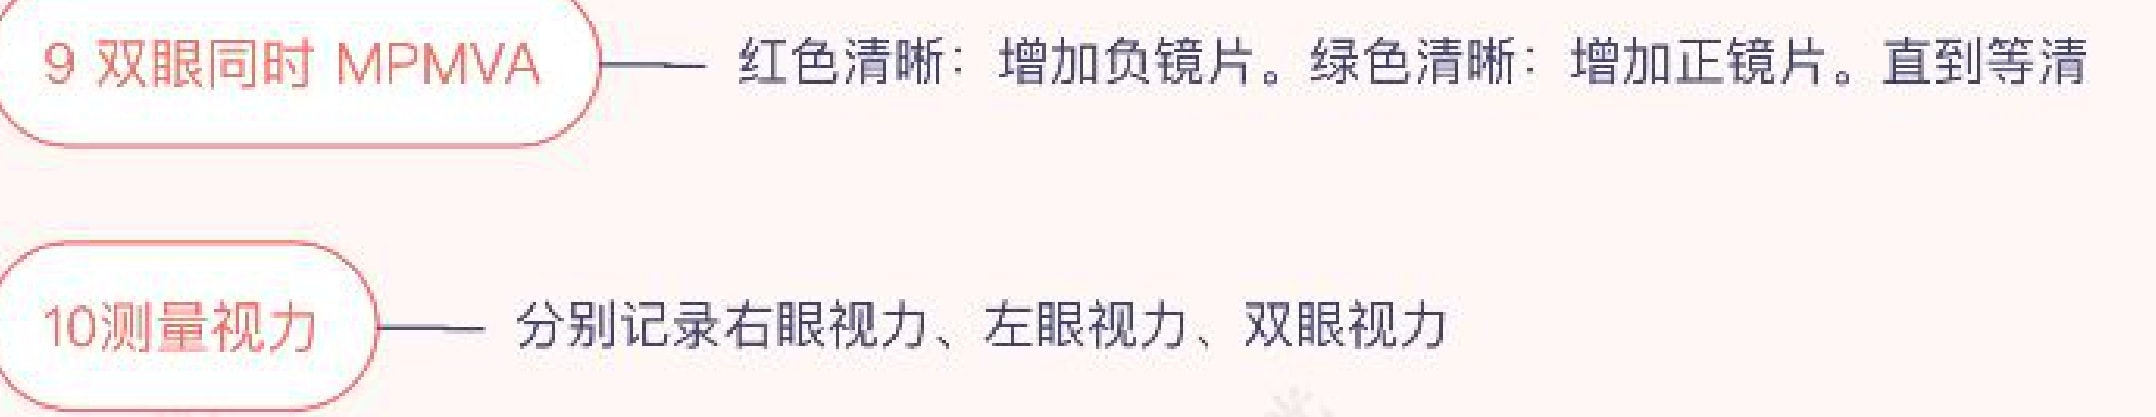 9 双眼同时 MPMVA
红色清晰：增加负镜片。绿色清晰：增加正镜片。直到等清
10测量视力
分别记录右眼视力、左眼视力、双眼视力